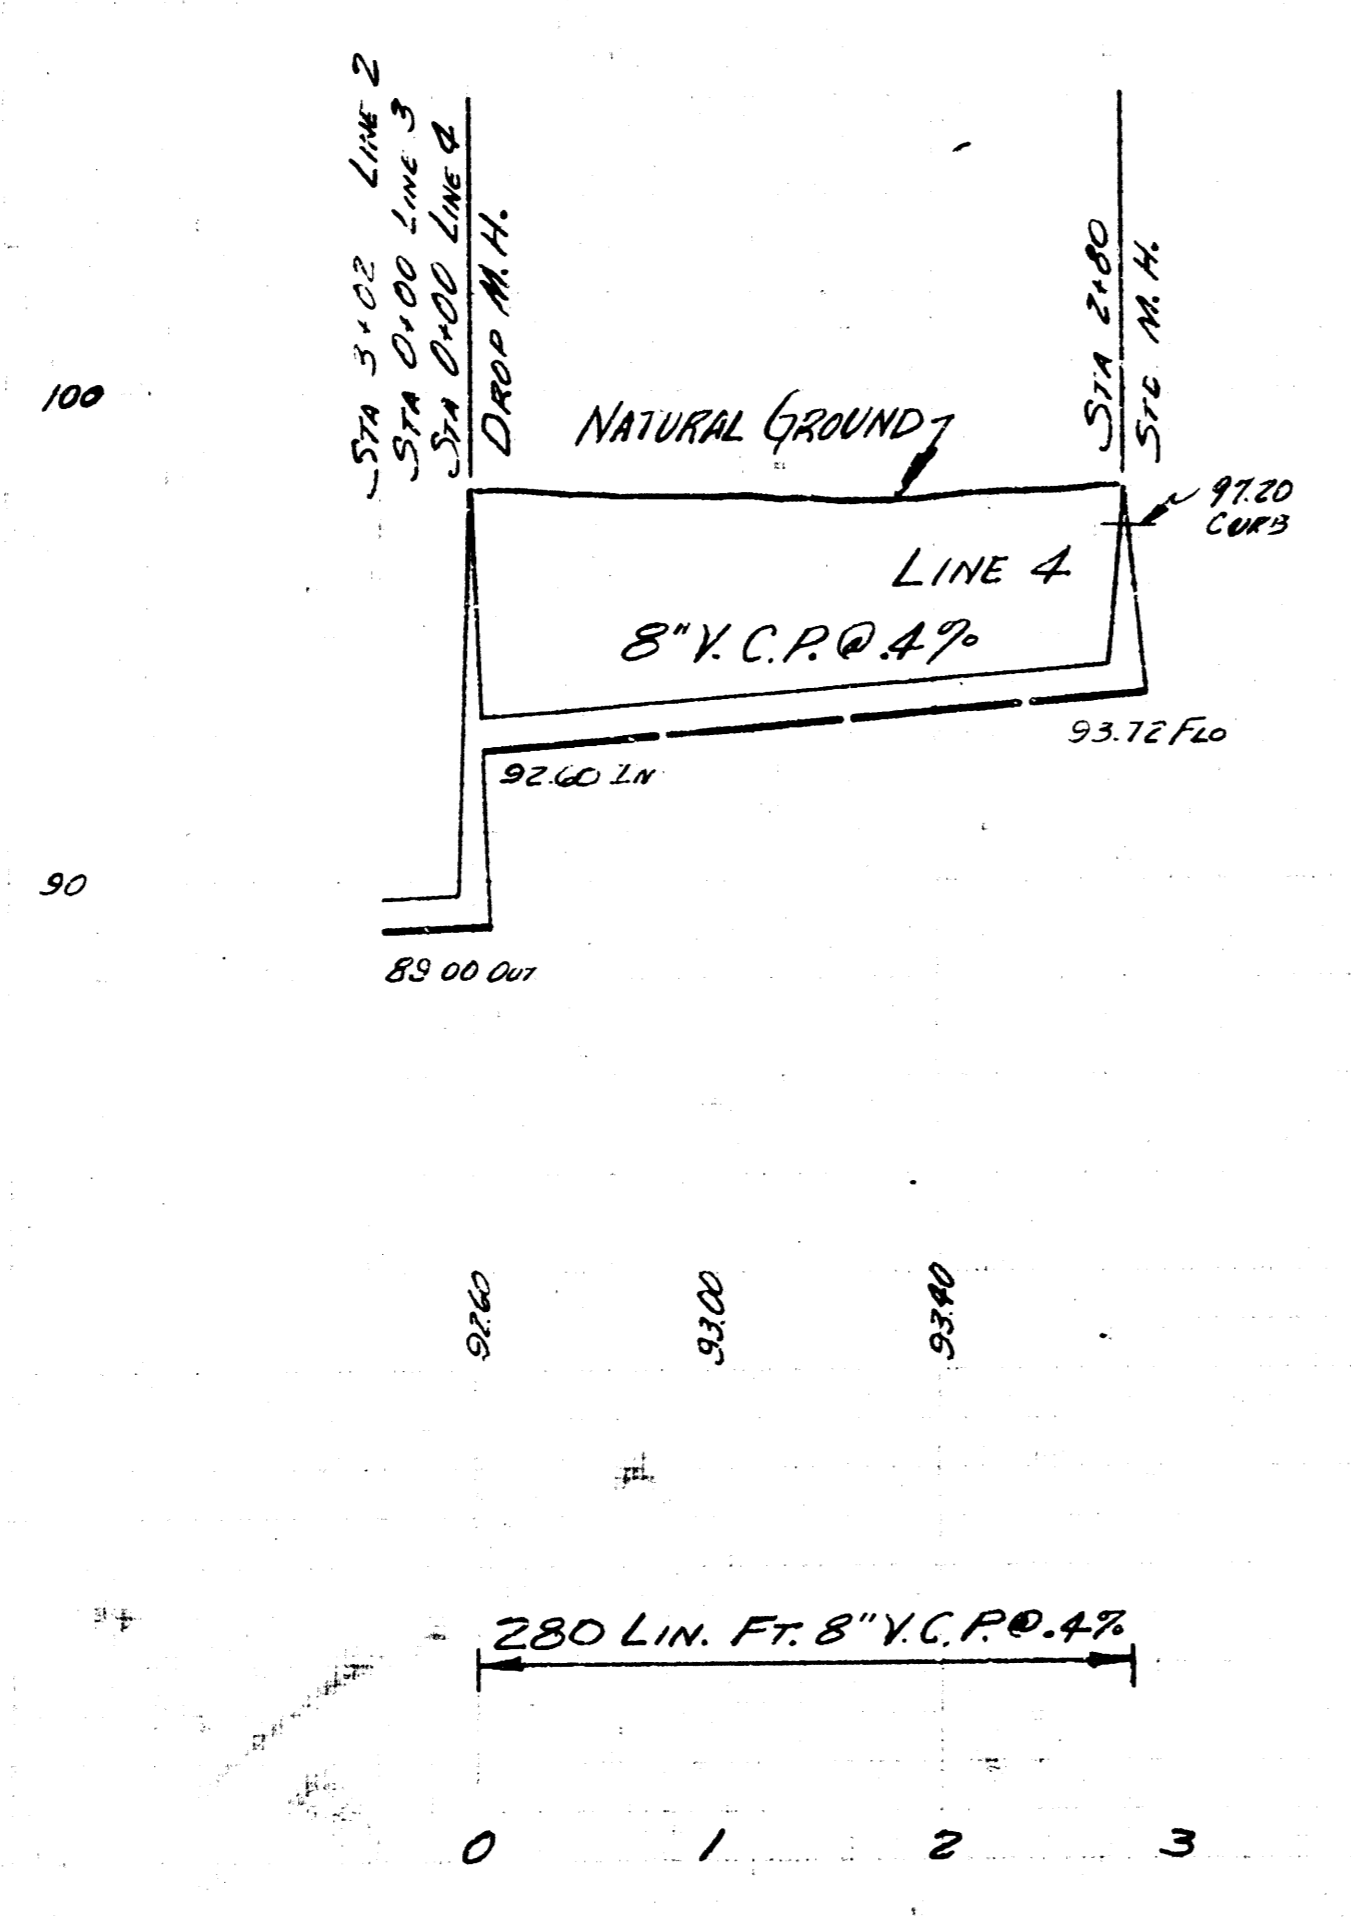 STA 3+02 LINE 2
STA 0+00 LINE 3
STA 0+00 LINE 4
DROP M.H.
STA 2+80
STD M.H.
100
NATURAL GROUND
97.20
CURB
LINE 4
8" V.C.P. @ .4%
93.72 FLO
92.60 IN
90
89 00 OUT
92.60
93.00
93.40
280 LIN. FT. 8" V.C.P. @ .4%
0 1 2 3